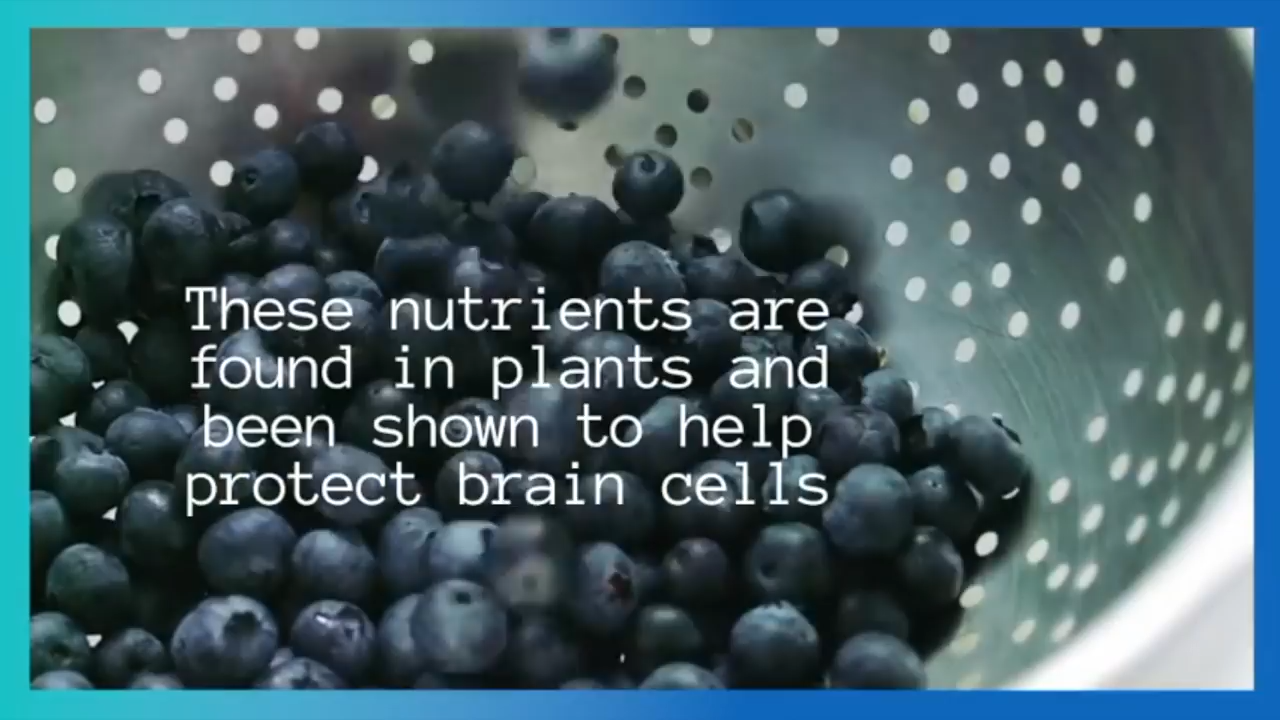 These nutrients are
found in plants and
been shown to help
protect brain cells